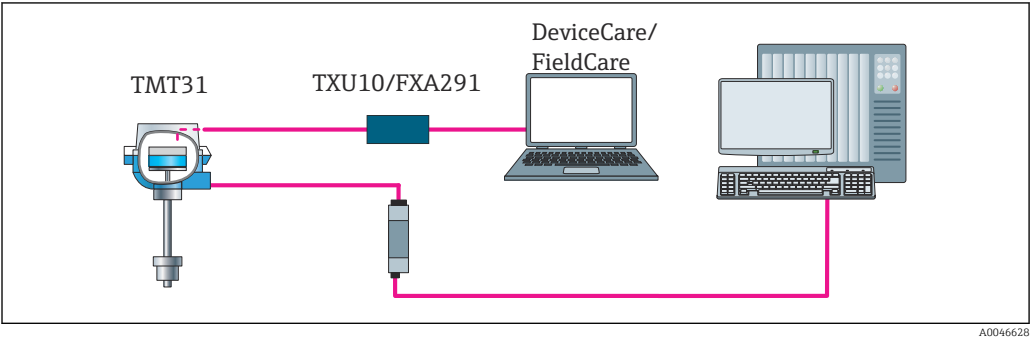 DeviceCare/
FieldCare
TMT31
TXU10/FXA291
A0046628